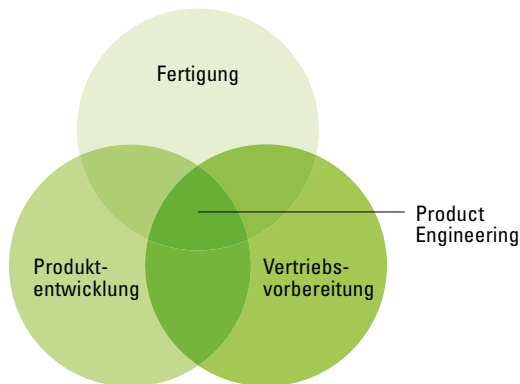 Fertigung
Product
Engineering
Produkt-
entwicklung
Vertriebs-
vorbereitung